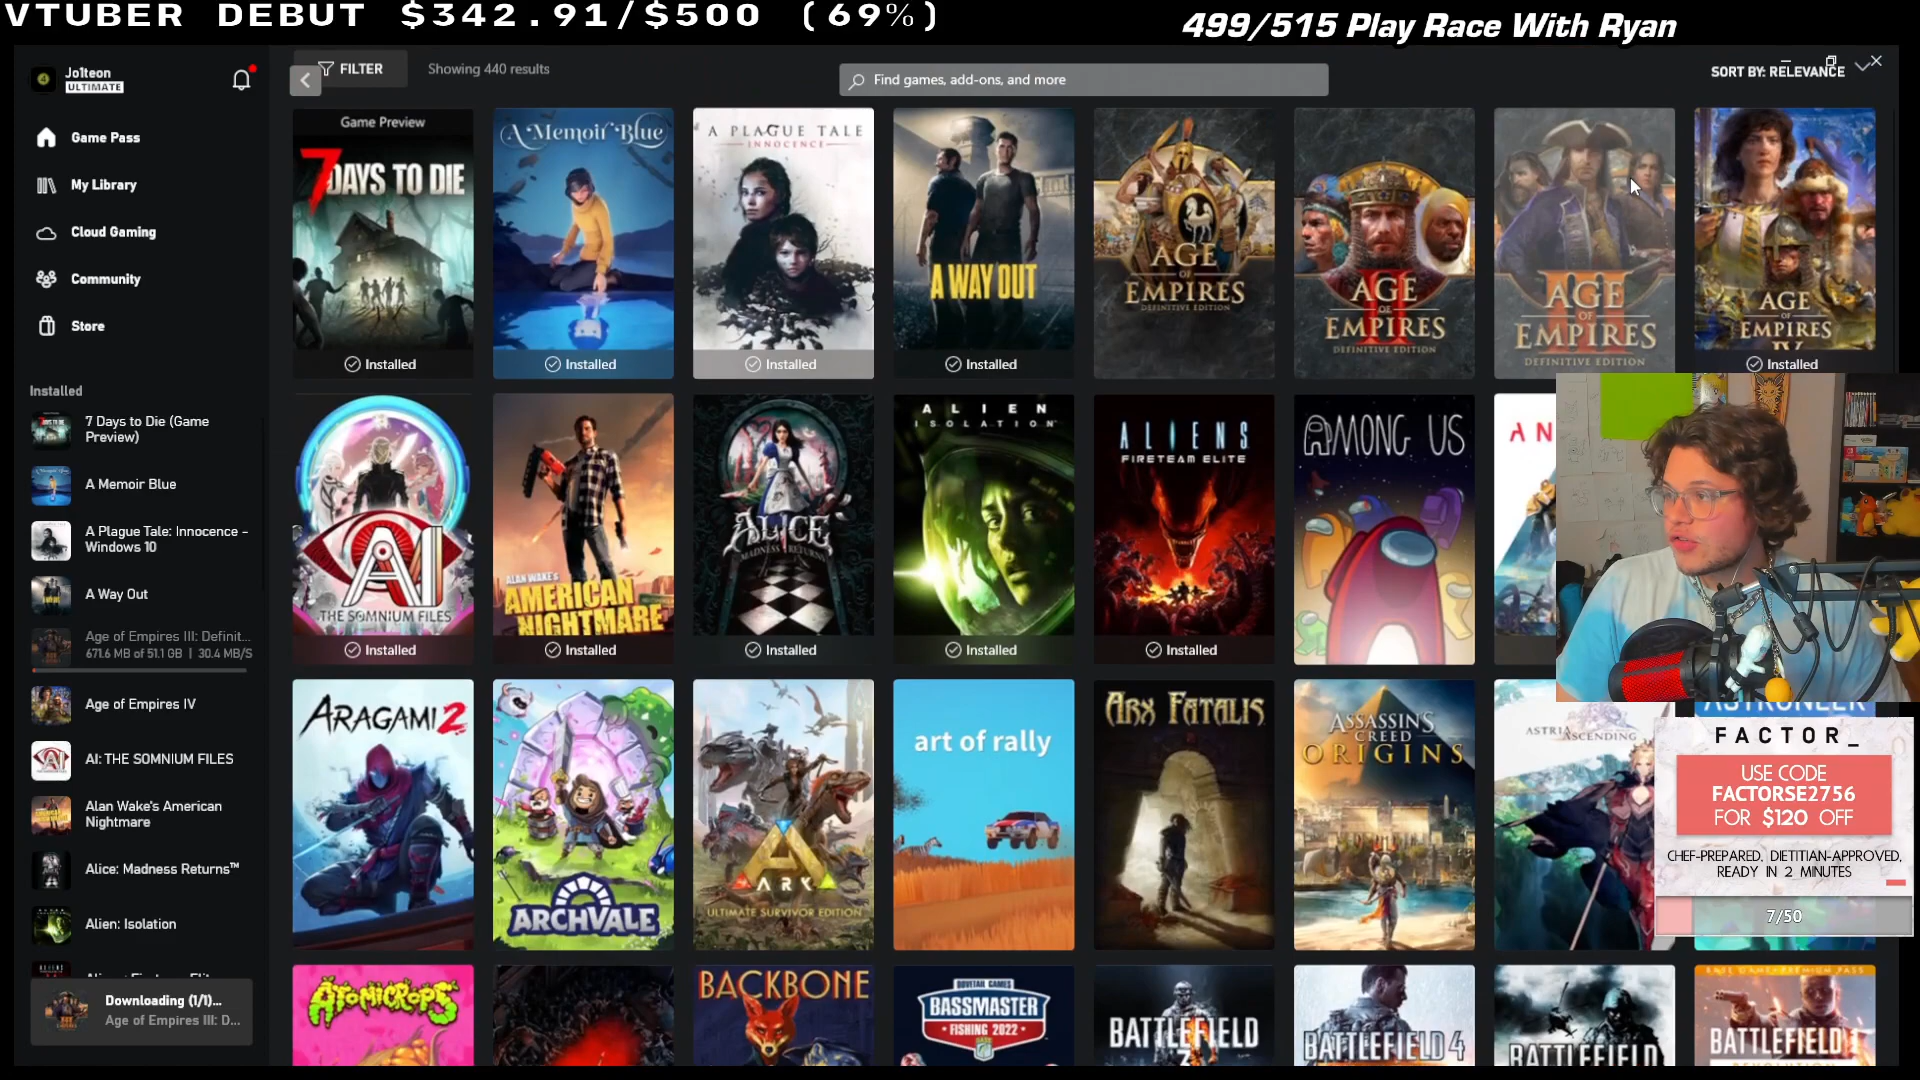 VTUBER DEBUT $342.91/$500 (69%)
499/515 Play Race With Ryan
Jo1teon
ULTIMATE
FILTER
Showing 440 results
Find games, add-ons, and more
SORT BY: RELEVANCE
Game Pass
My Library
Cloud Gaming
Community
Store
Installed
7 Days to Die (Game
Preview)
A Memoir Blue
A Plague Tale: Innocence -
Windows 10
A Way Out
Age of Empires III: Definit...
671.6 MB of 51.1 GB | 30.4 MB/S
Age of Empires IV
AI: THE SOMNIUM FILES
Alan Wake's American
Nightmare
Alice: Madness Returns™
Alien: Isolation
Downloading (1/1)...
Age of Empires III: D...
Game Preview
7 DAYS TO DIE
Installed
A Memoir Blue
Installed
A PLAGUE TALE
INNOCENCE
Installed
A WAY OUT
Installed
AGE
OF
EMPIRES
DEFINITIVE EDITION
AGE
OF
EMPIRES
II
DEFINITIVE EDITION
AGE
OF
EMPIRES
III
DEFINITIVE EDITION
AGE
OF
EMPIRES
IV
Installed
AI
THE SOMNIUM FILES
Installed
ALAN WAKE'S
AMERICAN
NIGHTMARE
Installed
ALICE
MADNESS RETURNS
Installed
ALIEN
ISOLATION
Installed
ALIENS
FIRETEAM ELITE
Installed
AMONG US
AN
ARAGAMI 2
ARCHVALE
ARK
ULTIMATE SURVIVOR EDITION
art of rally
ARX FATALIS
ASSASSIN'S
CREED
ORIGINS
ASTRIA ASCENDING
ASTRONEER
FACTOR_
USE CODE
FACTORSE2756
FOR $120 OFF
CHEF-PREPARED, DIETITIAN-APPROVED,
READY IN 2 MINUTES
7/50
ATOMICROPS
BACKBONE
DOVETAIL GAMES
BASSMASTER
FISHING 2022
BATTLEFIELD
3
BATTLEFIELD 4
BATTLEFIELD
BATTLEFIELD 1